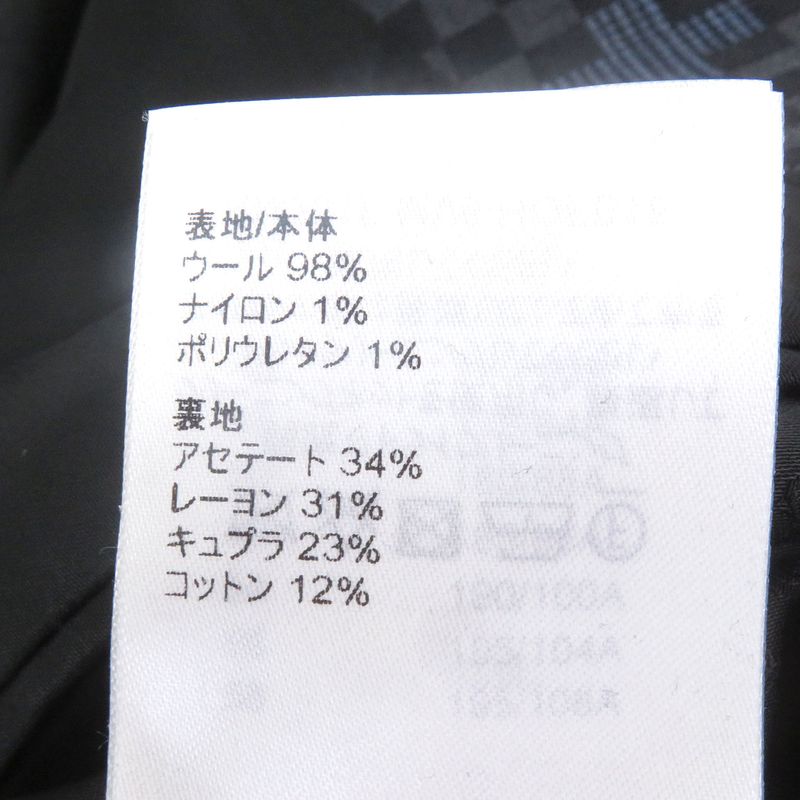 表地/本体
ウール 98%
ナイロン 1%
ポリウレタン 1%
裏地
アセテート 34%
レーヨン 31%
キュプラ 23%
コットン 12%